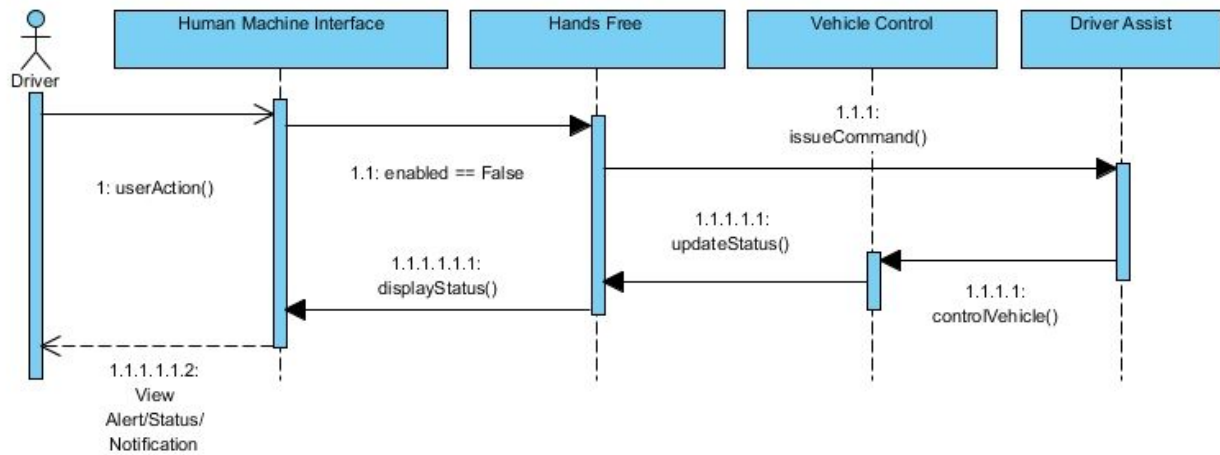 Human Machine Interface
Hands Free
Vehicle Control
Driver Assist
Driver
1.1.1:
issueCommand()
1: userAction()
1.1: enabled == False
1.1.1.1.1:
updateStatus()
1.1.1.1.1.1:
displayStatus()
1.1.1.1:
controlVehicle()
1.1.1.1.1.2:
View
Alert/Status/
Notification